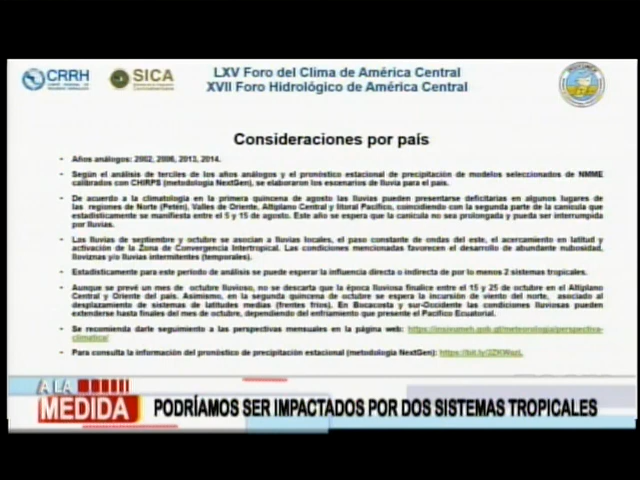 CRRH
SICA
LXV Foro del Clima de América Central
XVII Foro Hidrológico de América Central
Consideraciones por país
• Años análogos: 2002, 2006, 2013, 2014.
• Según el análisis de terciles de los años análogos y el pronóstico estacional de precipitación de modelos seleccionados de NMME
calibrados con CHIRPS (metodología NextGen), se elaboraron los escenarios de lluvia para el país.
• De acuerdo a la climatología en la primera quincena de agosto las lluvias pueden presentarse deficitarias en algunos lugares de
las regiones de Norte (Petén), Valles de Oriente, Altiplano Central y litoral Pacífico, coincidiendo con la segunda parte de la canícula que
estadísticamente se manifiesta entre el 5 y 15 de agosto. Este año se espera que la canícula no sea prolongada y pueda ser interrumpida
por lluvias.
• Las lluvias de septiembre y octubre se asocian a lluvias locales, el paso constante de ondas del este, el acercamiento en latitud y
activación de la Zona de Convergencia Intertropical. Las condiciones mencionadas favorecen el desarrollo de abundante nubosidad,
lloviznas y/o lluvias intermitentes (temporales).
• Estadísticamente para este período de análisis se puede esperar la influencia directa o indirecta de por lo menos 2 sistemas tropicales.
• Aunque se prevé un mes de octubre lluvioso, no se descarta que la época lluviosa finalice entre el 15 y 25 de octubre en el Altiplano
Central y Oriente del país. Asimismo, en la segunda quincena de octubre se espera la incursión de viento del norte, asociado al
desplazamiento de sistemas de latitudes medias (frentes fríos). En Bocacosta y sur-Occidente las condiciones lluviosas pueden
extenderse hasta finales del mes de octubre, dependiendo del enfriamiento que presente el Pacífico Ecuatorial.
• Se recomienda darle seguimiento a las perspectivas mensuales en la página web: https://insivumeh.gob.gt/meteorologia/perspectiva-
climatica/
• Para consulta la información del pronóstico de precipitación estacional (metodología NextGen):
A LA
MEDIDA
PODRÍAMOS SER IMPACTADOS POR DOS SISTEMAS TROPICALES